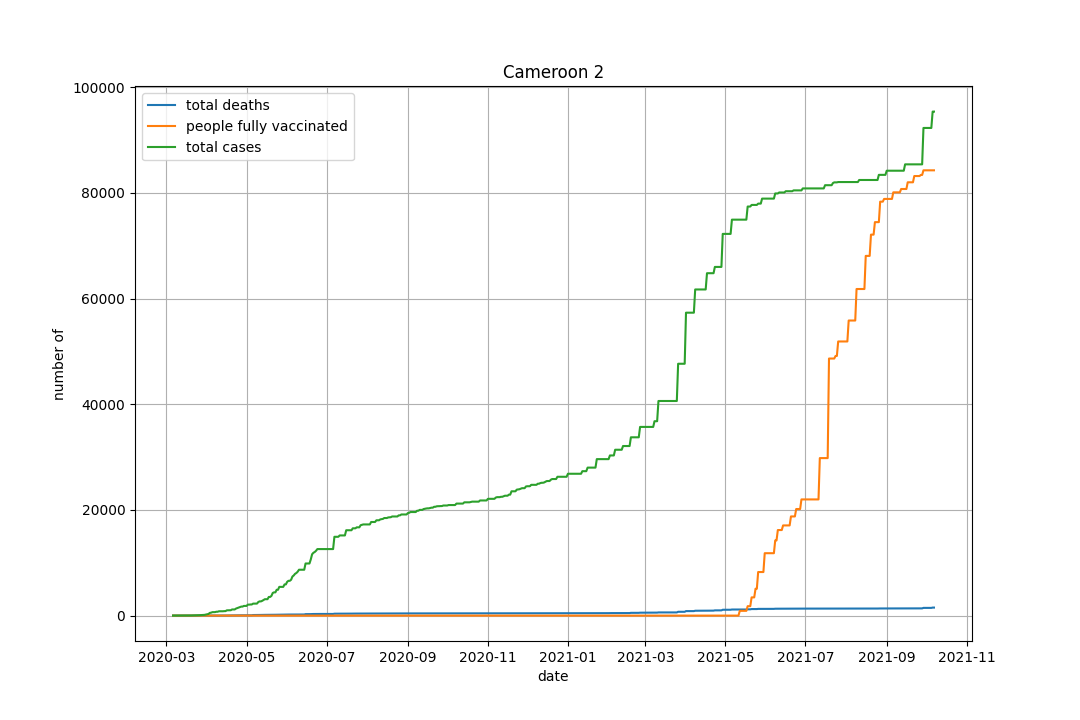 Cameroon 2
total deaths
people fully vaccinated
total cases
100000
80000
60000
40000
20000
0
number of
2020-03 2020-05 2020-07 2020-09 2020-11 2021-01 2021-03 2021-05 2021-07 2021-09 2021-11
date